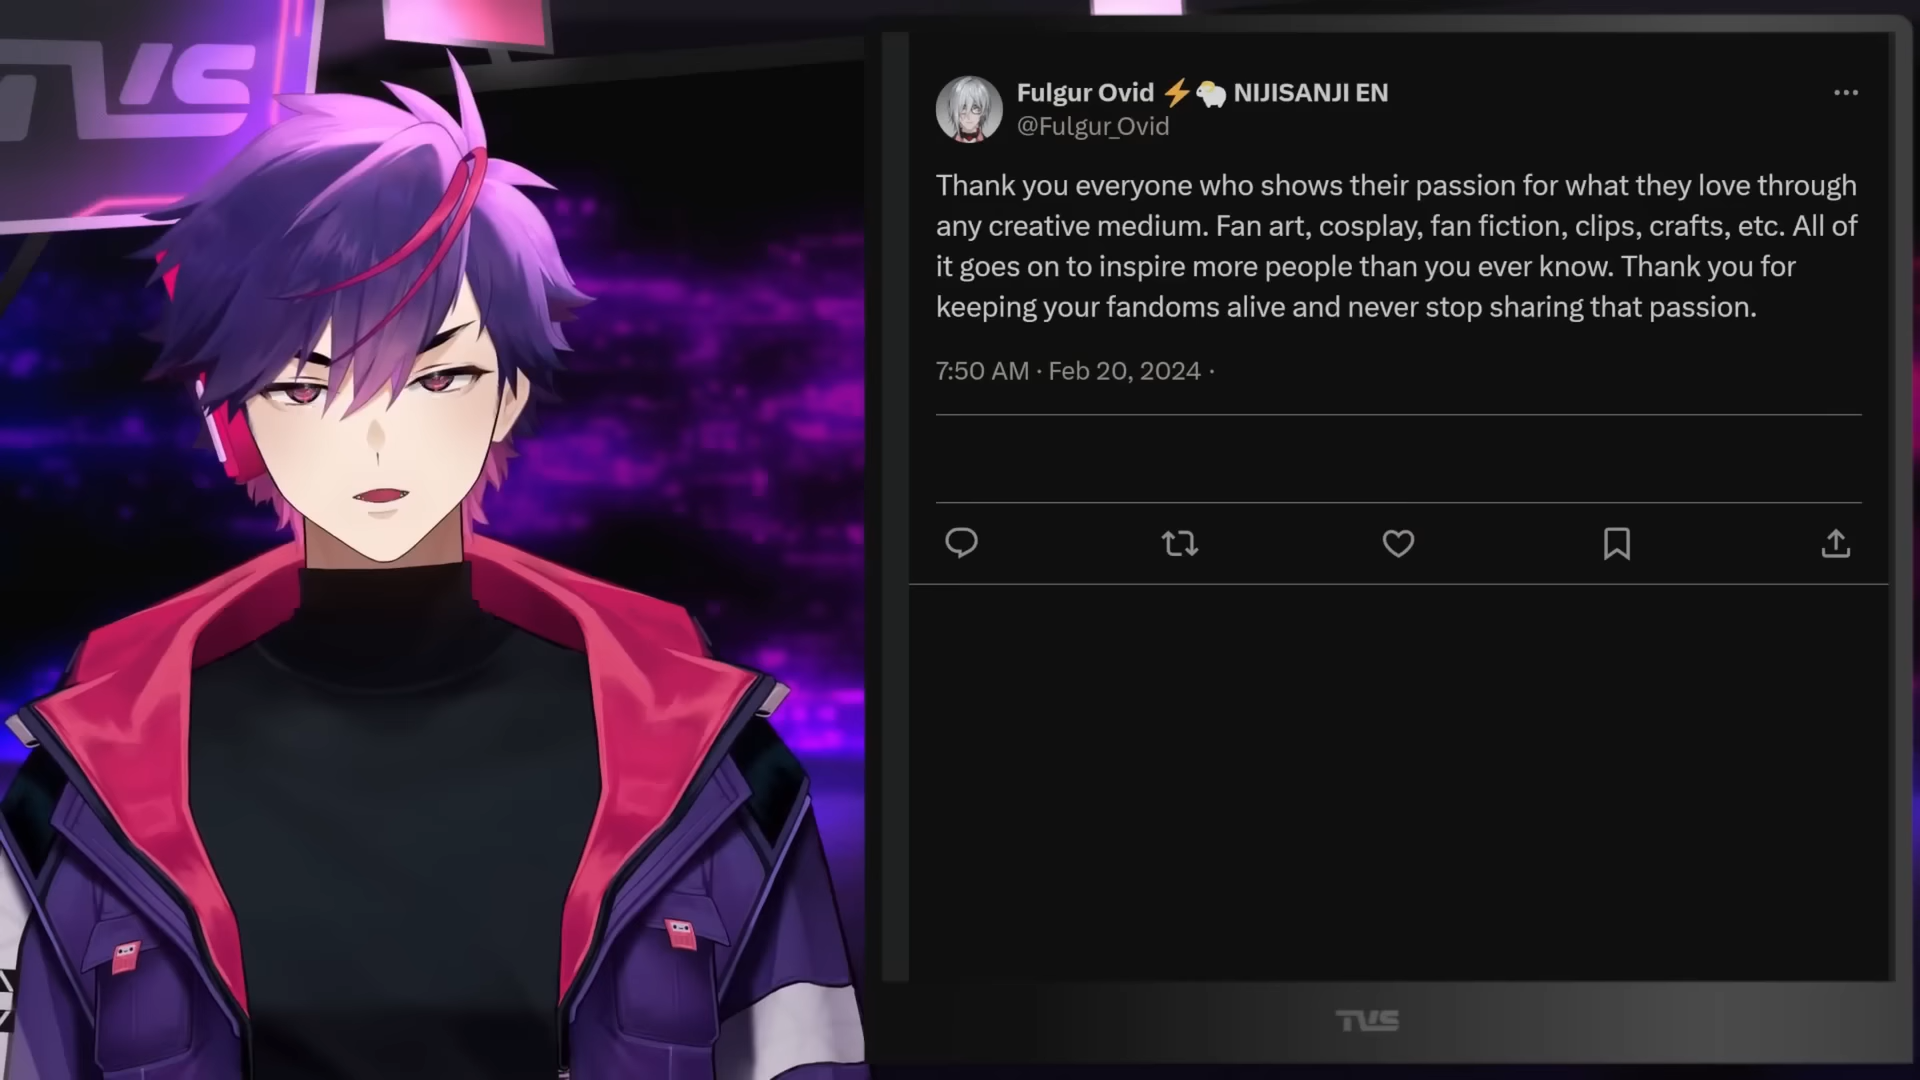 TVS
Fulgur Ovid ⚡🐑 NIJISANJI EN
@Fulgur_Ovid
Thank you everyone who shows their passion for what they love through
any creative medium. Fan art, cosplay, fan fiction, clips, crafts, etc. All of
it goes on to inspire more people than you ever know. Thank you for
keeping your fandoms alive and never stop sharing that passion.
7:50 AM · Feb 20, 2024 ·
TVS